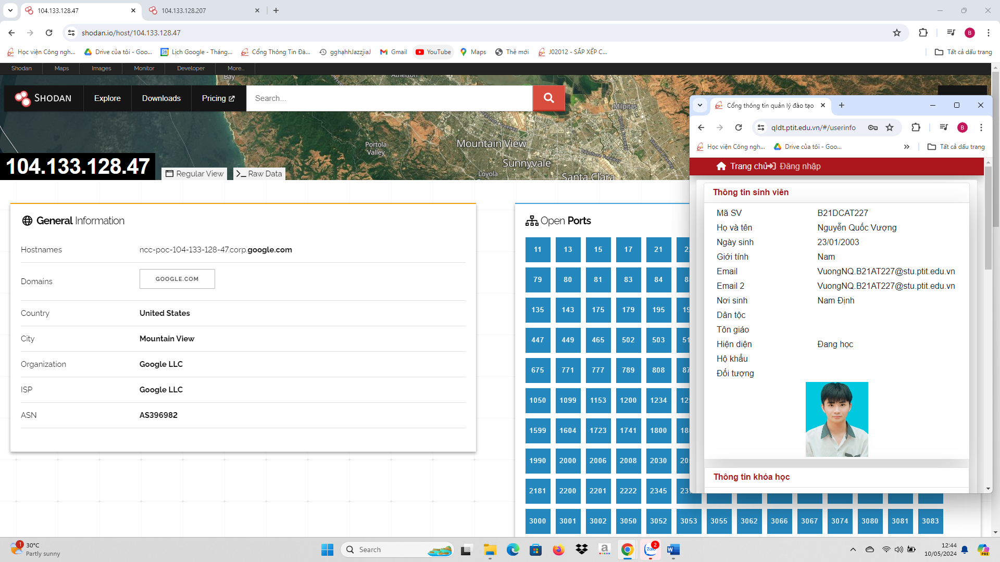 104.133.128.47
104.133.128.207
shodan.io/host/104.133.128.47
Học viện Công ngh...
Drive của tôi - Goo...
Lịch Google - Tháng...
Cổng Thông Tin Đà...
gghạhhJazzjiaJ
Gmail
YouTube
Maps
Thẻ mới
J02012 - SẮP XẾP C...
Tất cả dấu trang
Shodan
Maps
Images
Monitor
Developer
More...
SHODAN
Explore
Downloads
Pricing
Search...
Bay
Atherton
Portola
Valley
Mountain View
Sunnyvale
Loyola
Santa Clara
Milpitas
Bayshore Freeway
104.133.128.47
Regular View
Raw Data
General Information
Hostnames
ncc-poc-104-133-128-47.corp.google.com
Domains
GOOGLE.COM
Country
United States
City
Mountain View
Organization
Google LLC
ISP
Google LLC
ASN
AS396982
Open Ports
11 13 15 17 21
79 80 81 83 84
135 143 175 179 195
447 449 465 502 503
675 771 777 789 808
1050 1099 1153 1200 1234
1599 1604 1723 1741 1800
1990 2000 2006 2008 2030
2181 2200 2201 2222 2345
3000 3001 3002 3050 3052 3053 3055 3062 3066 3067 3074 3080 3081 3083
Cổng thông tin quản lý đào tạo
qldt.ptit.edu.vn/#/userinfo
B
Học viện Công ngh...
Drive của tôi - Goo...
Tất cả dấu trang
Trang chủ
Đăng nhập
Thông tin sinh viên
Mã SV B21DCAT227
Họ và tên Nguyễn Quốc Vượng
Ngày sinh 23/01/2003
Giới tính Nam
Email VuongNQ.B21AT227@stu.ptit.edu.vn
Email 2 VuongNQ.B21AT227@stu.ptit.edu.vn
Nơi sinh Nam Định
Dân tộc
Tôn giáo
Hiện diện Đang học
Hộ khẩu
Đối tượng
Thông tin khóa học
B
1
30°C
Partly sunny
Search
Zalo
2
12:44
10/05/2024
PRE